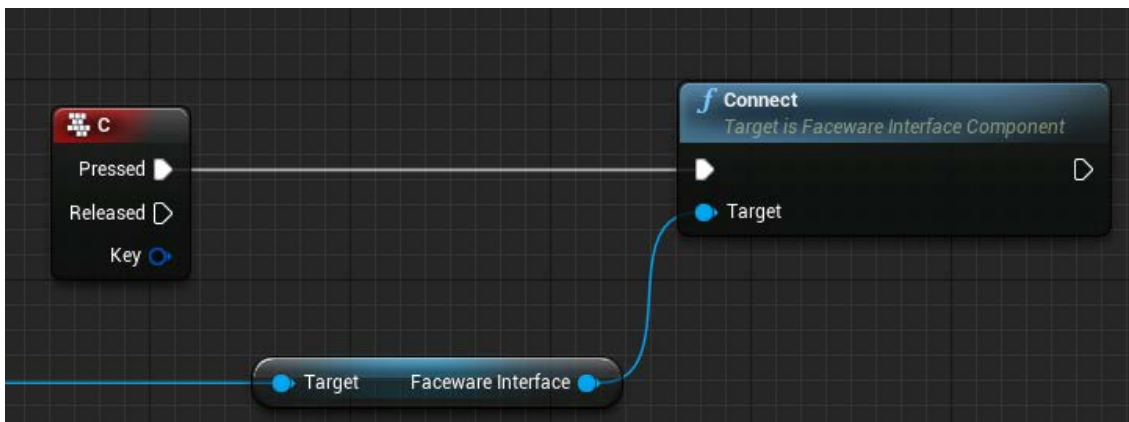 C
Pressed
Released
Key
f Connect
Target is Faceware Interface Component
Target
Target Faceware Interface